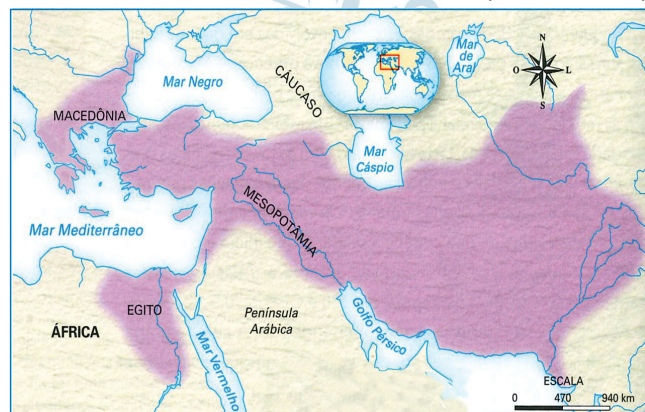 Mar Negro
CÁUCASO
Mar
de
Aral
N
O
L
S
MACEDÔNIA
Mar
Cáspio
MESOPOTÂMIA
Mar Mediterrâneo
EGITO
ÁFRICA
Península
Arábica
Golfo Pérsico
Mar Vermelho
ESCALA
0 470 940 km